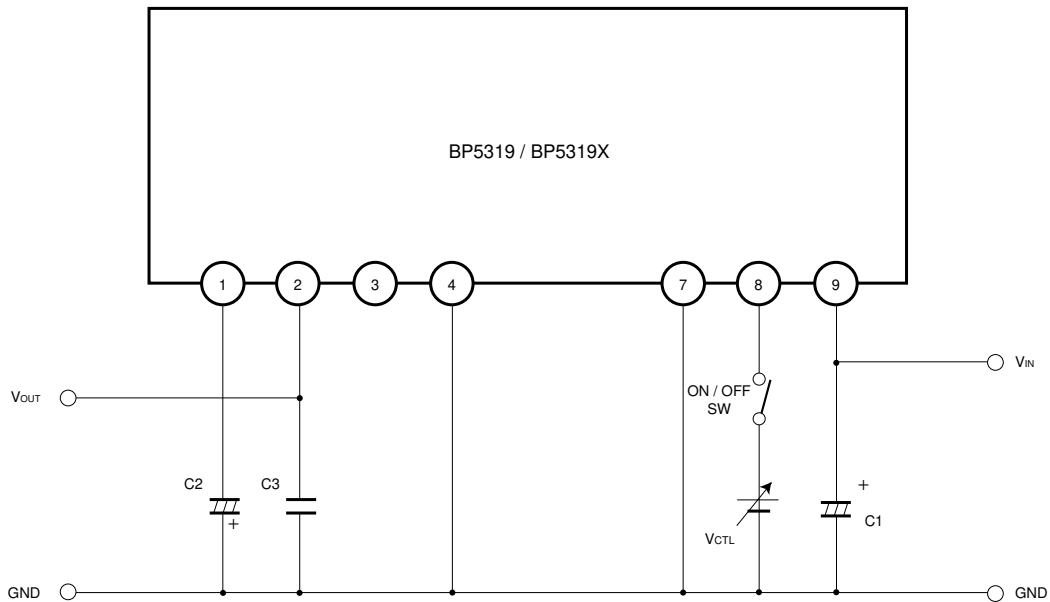 BP5319 / BP5319X
1 2 3 4 7 8 9
VIN
ON / OFF
SW
VOUT
C2 C3
+
+
C1
VCTL
GND GND